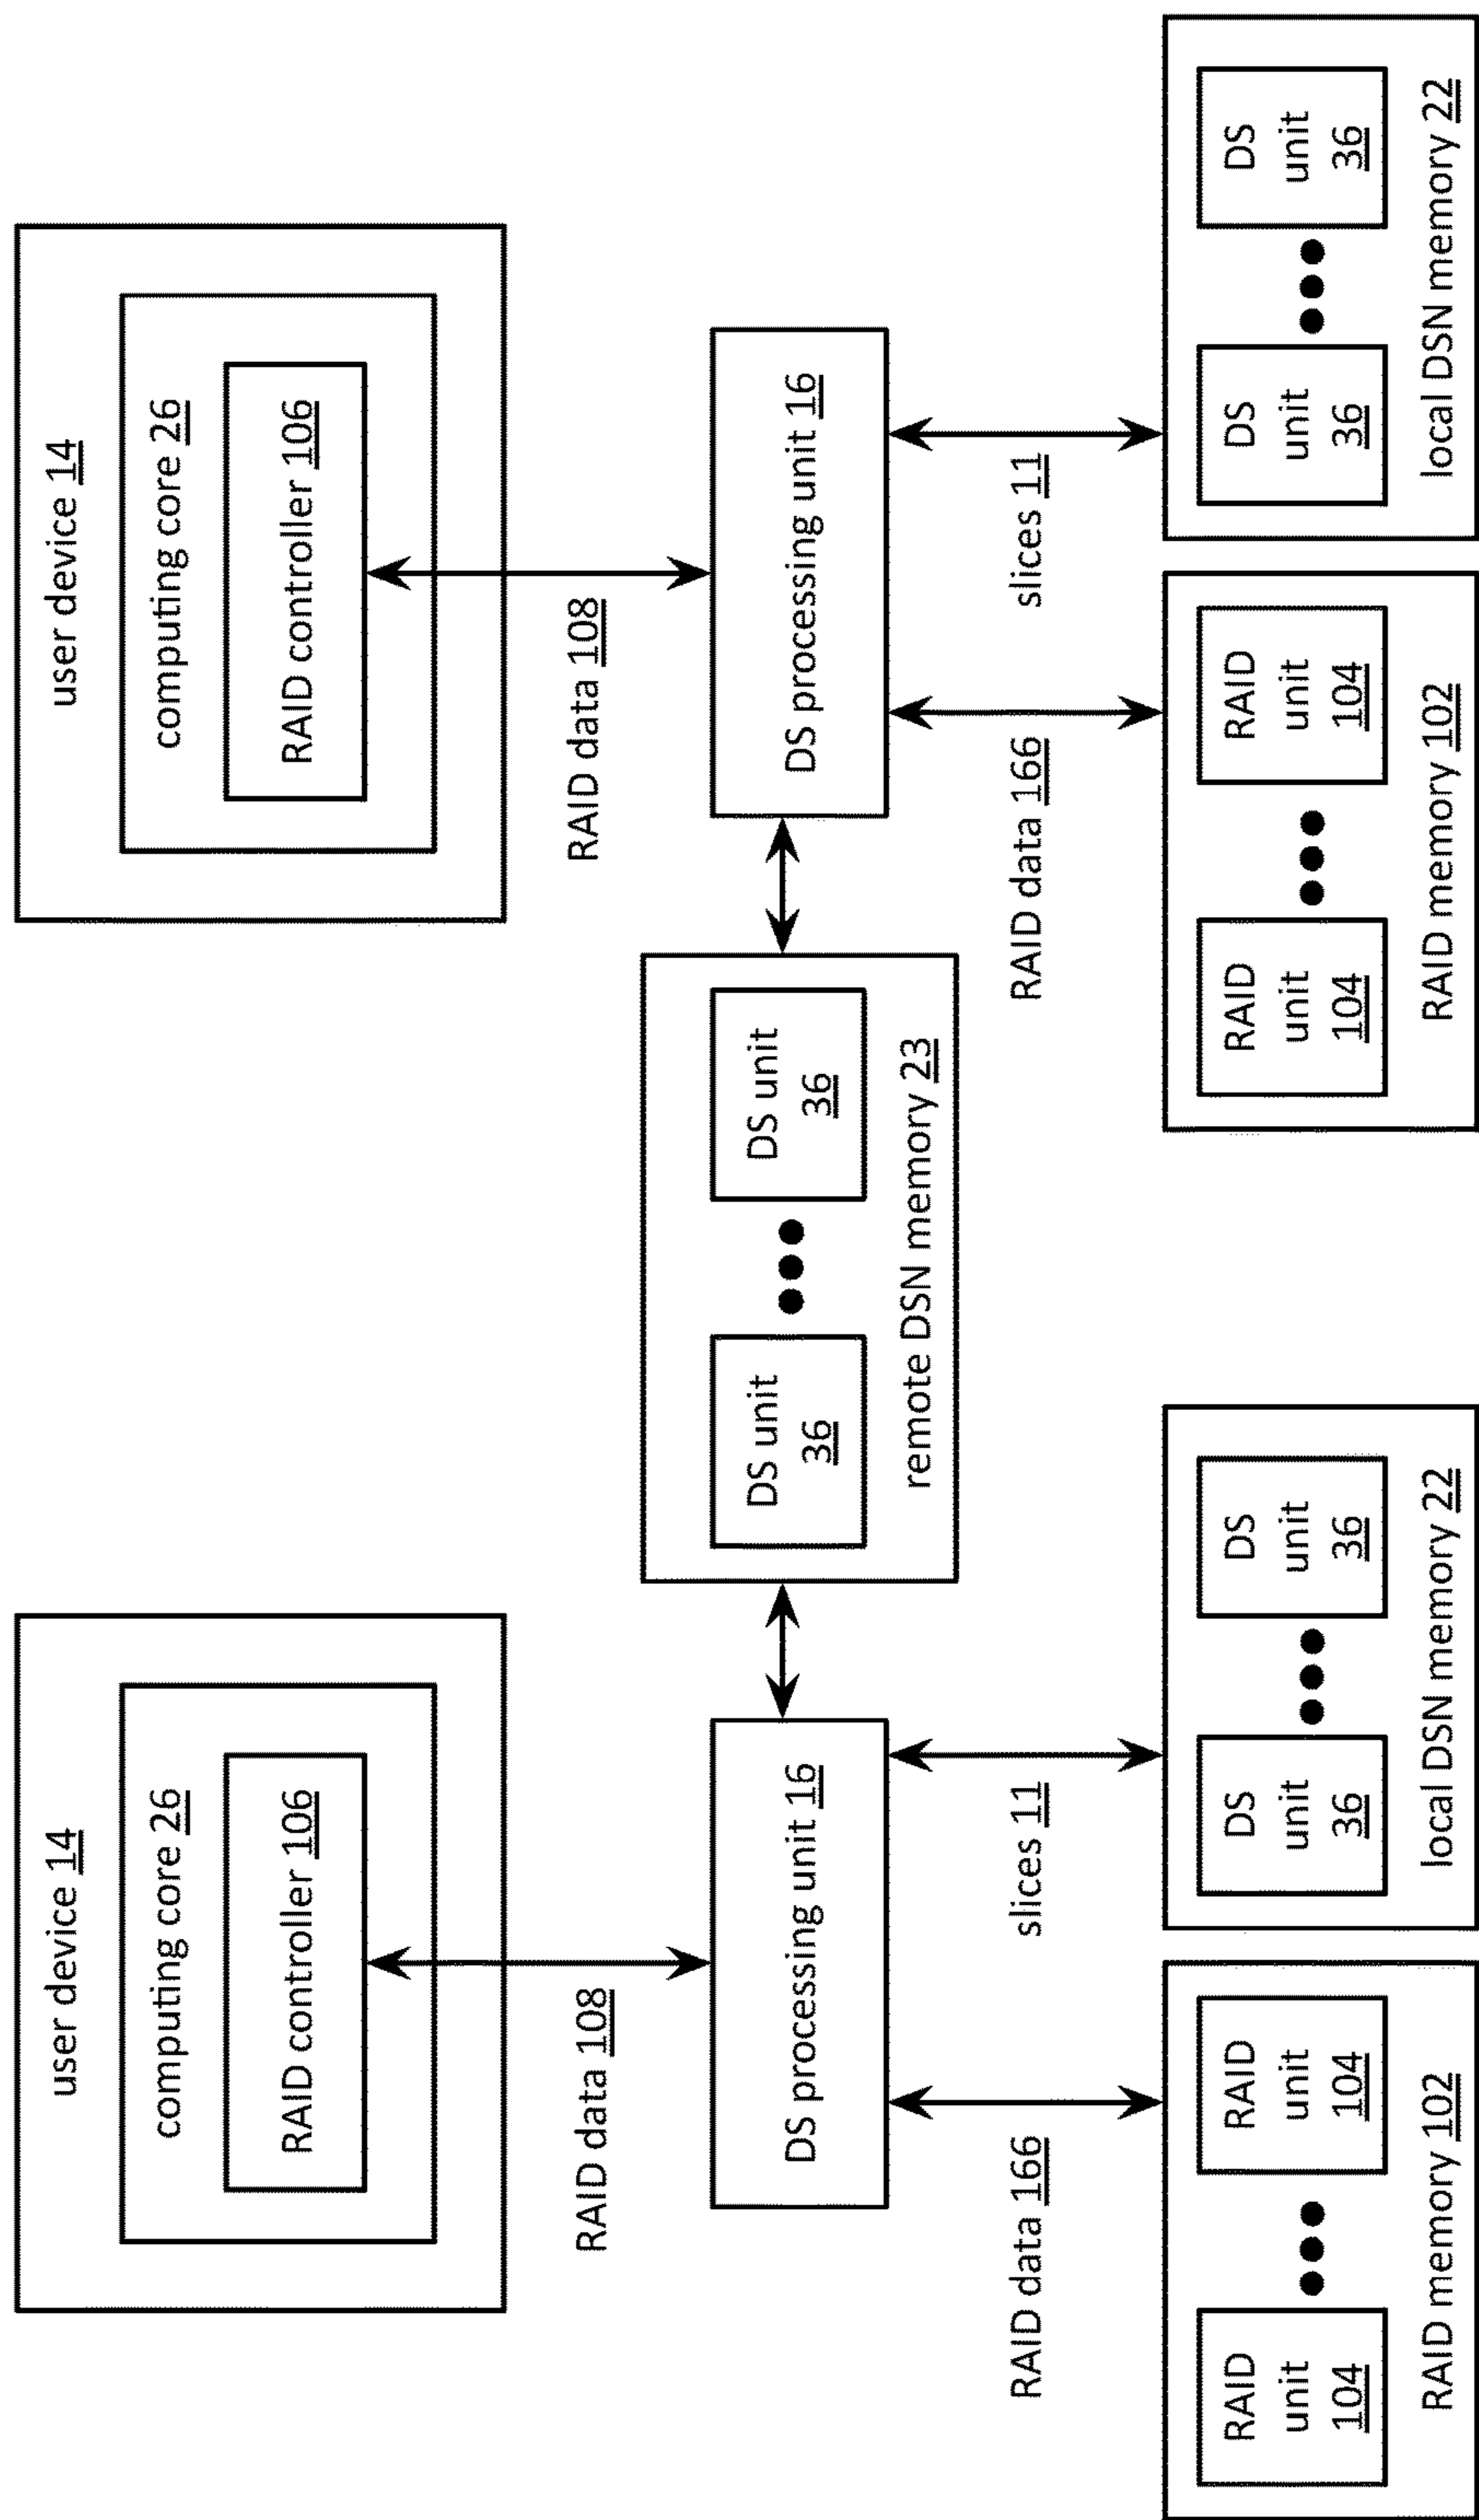 user device 14
computing core 26
RAID controller 106
RAID data 108
DS processing unit 16
RAID data 166
slices 11
RAID
unit
104
RAID
unit
104
RAID memory 102
DS
unit
36
DS
unit
36
local DSN memory 22
DS unit
36
DS unit
36
remote DSN memory 23
user device 14
computing core 26
RAID controller 106
RAID data 108
DS processing unit 16
RAID data 166
slices 11
RAID
unit
104
RAID
unit
104
RAID memory 102
DS
unit
36
DS
unit
36
local DSN memory 22